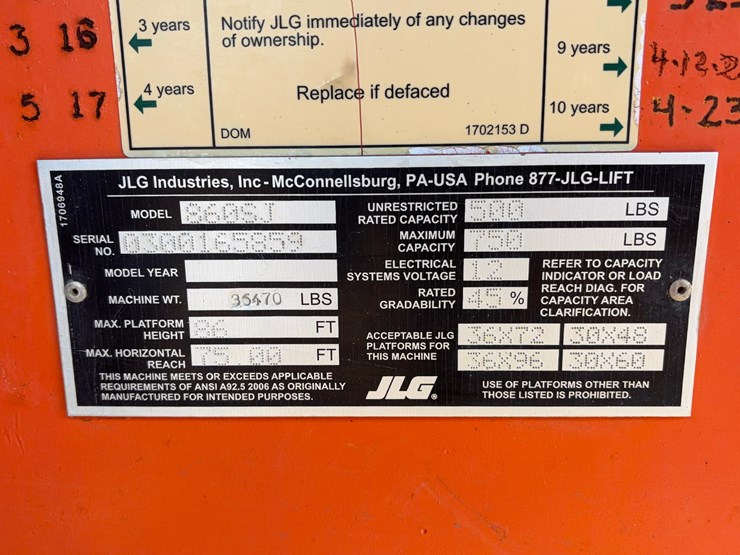 3 16
3 years
Notify JLG immediately of any changes
of ownership.
9 years
4-12-2
5 17
4 years
Replace if defaced
10 years
4-23
DOM
1702153 D
1706948A
JLG Industries, Inc - McConnellsburg, PA-USA Phone 877-JLG-LIFT
MODEL 860SJ
SERIAL NO. 0300165859
MODEL YEAR
MACHINE WT. 36470 LBS
MAX. PLATFORM HEIGHT 86 FT
MAX. HORIZONTAL REACH 75.00 FT
THIS MACHINE MEETS OR EXCEEDS APPLICABLE
REQUIREMENTS OF ANSI A92.5 2006 AS ORIGINALLY
MANUFACTURED FOR INTENDED PURPOSES.
UNRESTRICTED
RATED CAPACITY 500 LBS
MAXIMUM
CAPACITY 750 LBS
ELECTRICAL
SYSTEMS VOLTAGE 12
RATED
GRADABILITY 45 %
REFER TO CAPACITY
INDICATOR OR LOAD
REACH DIAG. FOR
CAPACITY AREA
CLARIFICATION.
ACCEPTABLE JLG
PLATFORMS FOR
THIS MACHINE
36X72 30X48
36X96 30X60
JLG®
USE OF PLATFORMS OTHER THAN
THOSE LISTED IS PROHIBITED.